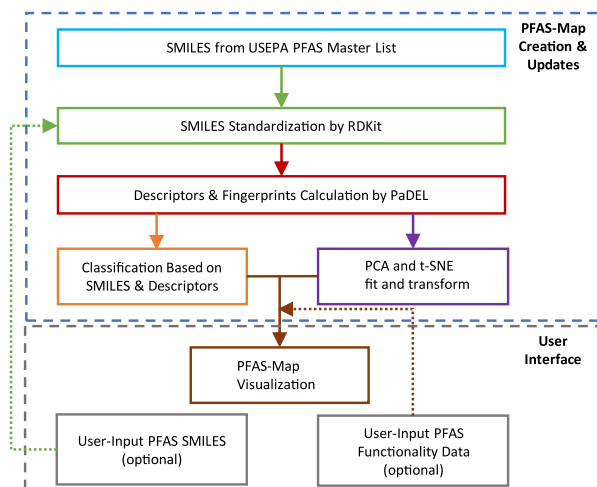 PFAS-Map
Creation &
Updates
SMILES from USEPA PFAS Master List
SMILES Standardization by RDKit
Descriptors & Fingerprints Calculation by PaDEL
Classification Based on
SMILES & Descriptors
PCA and t-SNE
fit and transform
User
Interface
PFAS-Map
Visualization
User-Input PFAS SMILES
(optional)
User-Input PFAS
Functionality Data
(optional)